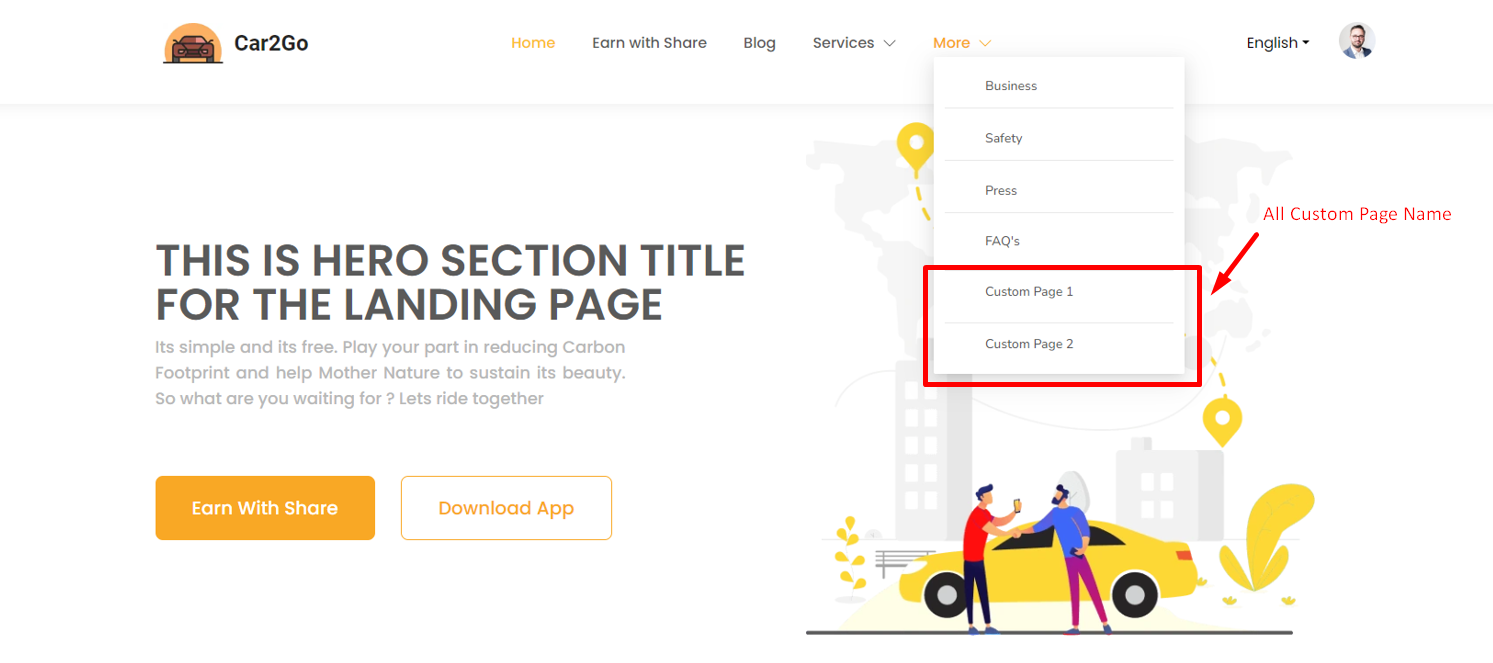 Car2Go
Home
Earn with Share
Blog
Services
More
English
Business
Safety
Press
FAQ's
Custom Page 1
Custom Page 2
All Custom Page Name
THIS IS HERO SECTION TITLE
FOR THE LANDING PAGE
Its simple and its free. Play your part in reducing Carbon
Footprint and help Mother Nature to sustain its beauty.
So what are you waiting for ? Lets ride together
Earn With Share
Download App